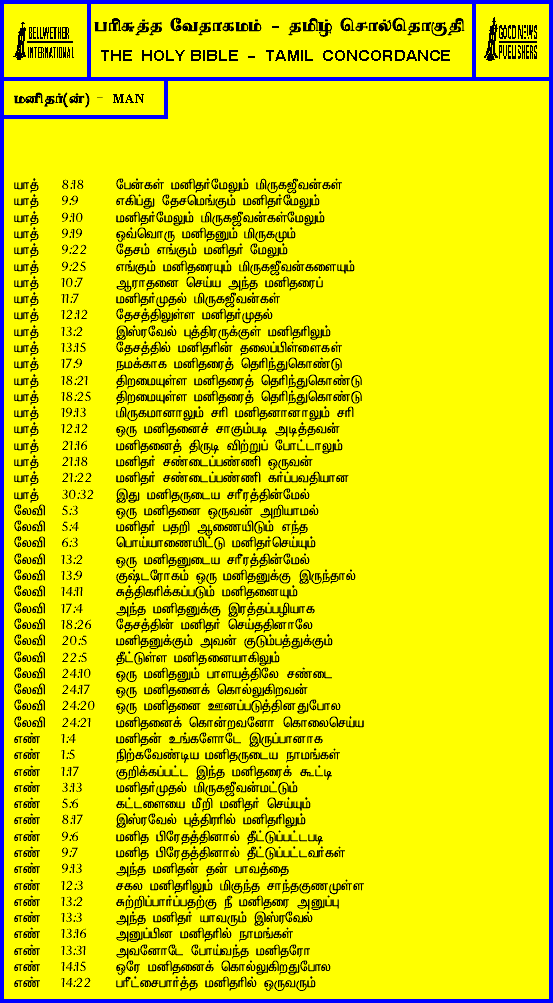 BELLWETHER
INTERNATIONAL
பரிசுத்த வேதாகமம் - தமிழ் சொல்தொகுதி
THE HOLY BIBLE - TAMIL CONCORDANCE
GOOD NEWS
PUBLISHERS
மனிதர்(ன்) - MAN
யாத் 8:18 பேன்கள் மனிதர்மேலும் மிருகஜீவன்கள்
யாத் 9:9 எகிப்து தேசமெங்கும் மனிதர்மேலும்
யாத் 9:10 மனிதர்மேலும் மிருகஜீவன்கள்மேலும்
யாத் 9:19 ஒவ்வொரு மனிதனும் மிருகமும்
யாத் 9:22 தேசம் எங்கும் மனிதர் மேலும்
யாத் 9:25 எங்கும் மனிதரையும் மிருகஜீவன்களையும்
யாத் 10:7 ஆராதனை செய்ய அந்த மனிதரைப்
யாத் 11:7 மனிதர்முதல் மிருகஜீவன்கள்
யாத் 12:12 தேசத்திலுள்ள மனிதர்முதல்
யாத் 13:2 இஸ்ரவேல் புத்திரருக்குள் மனிதரிலும்
யாத் 13:15 தேசத்தில் மனிதரின் தலைப்பிள்ளைகள்
யாத் 17:9 நமக்காக மனிதரைத் தெரிந்துகொண்டு
யாத் 18:21 திறமையுள்ள மனிதரைத் தெரிந்துகொண்டு
யாத் 18:25 திறமையுள்ள மனிதரைத் தெரிந்துகொண்டு
யாத் 19:13 மிருகமானாலும் சரி மனிதனானாலும் சரி
யாத் 12:12 ஒரு மனிதனைச் சாகும்படி அடித்தவன்
யாத் 21:16 மனிதனைத் திருடி விற்றுப் போட்டாலும்
யாத் 21:18 மனிதர் சண்டைப்பண்ணி ஒருவன்
யாத் 21:22 மனிதர் சண்டைப்பண்ணி கர்ப்பவதியான
யாத் 30:32 இது மனிதருடைய சரீரத்தின்மேல்
லேவி 5:3 ஒரு மனிதனை ஒருவன் அறியாமல்
லேவி 5:4 மனிதர் பதறி ஆணையிடும் எந்த
லேவி 6:3 பொய்யாணையிட்டு மனிதர்செய்யும்
லேவி 13:2 ஒரு மனிதனுடைய சரீரத்தின்மேல்
லேவி 13:9 குஷ்டரோகம் ஒரு மனிதனுக்கு இருந்தால்
லேவி 14:11 சுத்திகரிக்கப்படும் மனிதனையும்
லேவி 17:4 அந்த மனிதனுக்கு இரத்தப்பழியாக
லேவி 18:26 தேசத்தின் மனிதர் செய்ததினாலே
லேவி 20:5 மனிதனுக்கும் அவன் குடும்பத்துக்கும்
லேவி 22:5 தீட்டுள்ள மனிதனையாகிலும்
லேவி 24:10 ஒரு மனிதனும் பாளயத்திலே சண்டை
லேவி 24:17 ஒரு மனிதனைக் கொல்லுகிறவன்
லேவி 24:20 ஒரு மனிதனை ஊனப்படுத்தினதுபோல
லேவி 24:21 மனிதனைக் கொன்றவனோ கொலைசெய்ய
எண் 1:4 மனிதன் உங்களோடே இருப்பானாக
எண் 1:5 நிற்கவேண்டிய மனிதருடைய நாமங்கள்
எண் 1:17 குறிக்கப்பட்ட இந்த மனிதரைக் கூட்டி
எண் 3:13 மனிதர்முதல் மிருகஜீவன்மட்டும்
எண் 5:6 கட்டளையை மீறி மனிதர் செய்யும்
எண் 8:17 இஸ்ரவேல் புத்திரரில் மனிதரிலும்
எண் 9:6 மனித பிரேதத்தினால் தீட்டுப்பட்டபடி
எண் 9:7 மனித பிரேதத்தினால் தீட்டுப்பட்டவர்கள்
எண் 9:13 அந்த மனிதன் தன் பாவத்தை
எண் 12:3 சகல மனிதரிலும் மிகுந்த சாந்தகுணமுள்ள
எண் 13:2 சுற்றிப்பார்ப்பதற்கு நீ மனிதரை அனுப்பு
எண் 13:3 அந்த மனிதர் யாவரும் இஸ்ரவேல்
எண் 13:16 அனுப்பின மனிதரில் நாமங்கள்
எண் 13:31 அவனோடே போய்வந்த மனிதரோ
எண் 14:15 ஒரே மனிதனைக் கொல்லுகிறதுபோல
எண் 14:22 பரீட்சைபார்த்த மனிதரில் ஒருவரும்